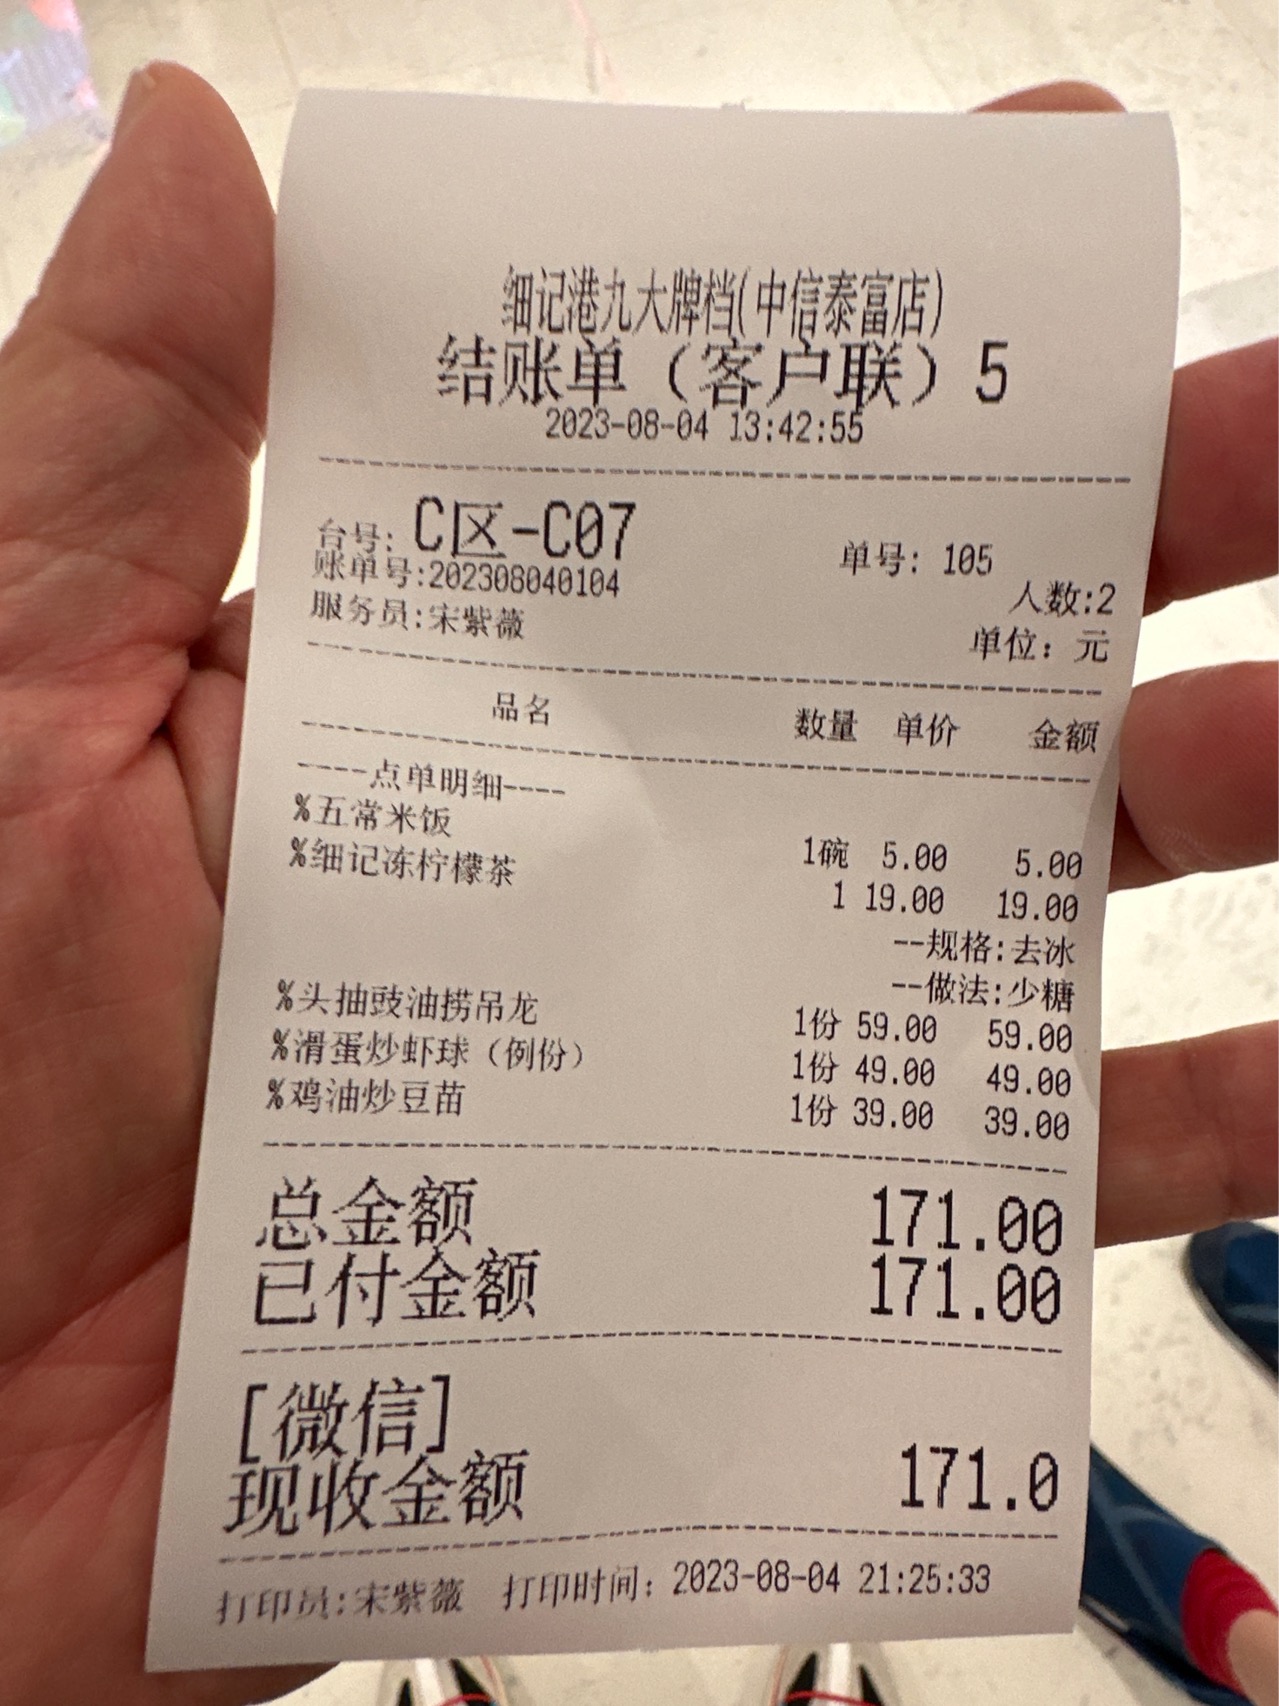 细记港九大牌档(中信泰富店)
结账单（客户联）5
2023-08-04 13:42:55
台号: C区-C07 单号: 105
账单号:202308040104 人数:2
服务员:宋紫薇 单位: 元
品名 数量 单价 金额
----点单明细----
%五常米饭 1碗 5.00 5.00
%细记冻柠檬茶 1 19.00 19.00
--规格:去冰
--做法:少糖
%头抽豉油捞吊龙 1份 59.00 59.00
%滑蛋炒虾球（例份） 1份 49.00 49.00
%鸡油炒豆苗 1份 39.00 39.00
总金额 171.00
已付金额 171.00
[微信]
现收金额 171.0
打印员:宋紫薇 打印时间: 2023-08-04 21:25:33